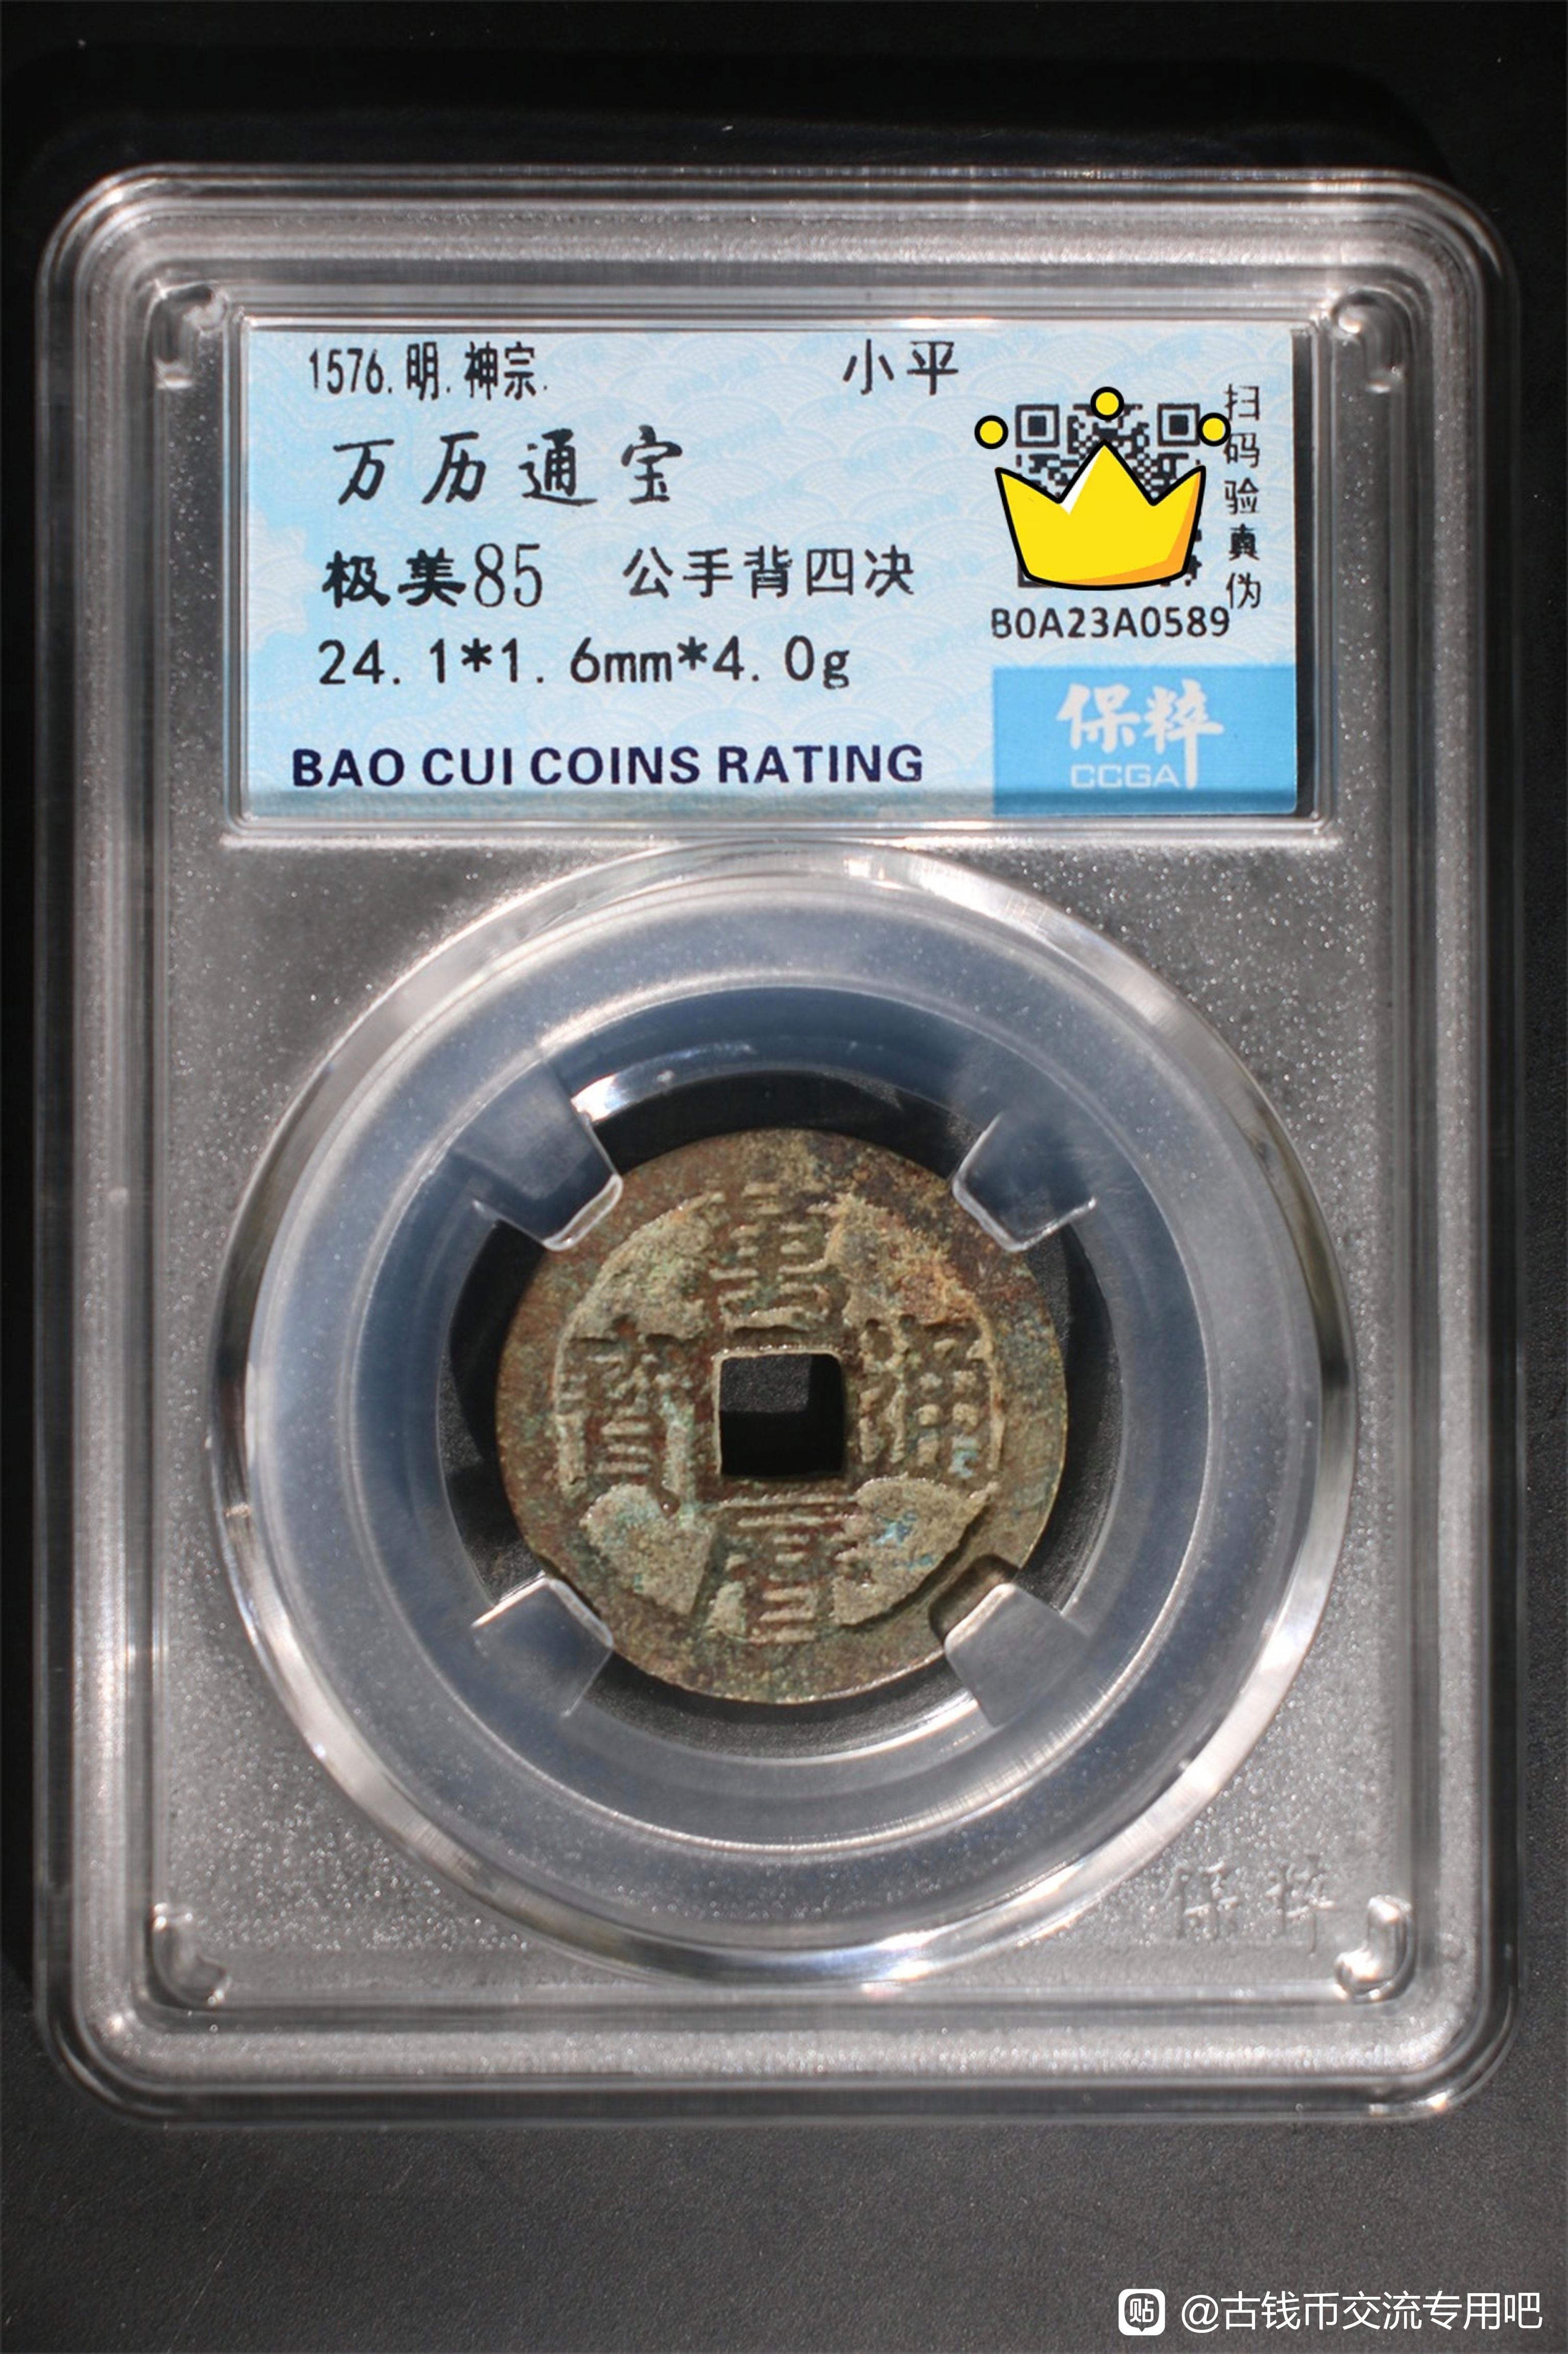 1576.明.神宗.
小平
万历通宝
极美85 公手背四决
24.1*1.6mm*4.0g
BAO CUI COINS RATING
扫码验真伪
B0A23A0589
保粹
CCGA
萬曆通寶
保粹
贴 @古钱币交流专用吧